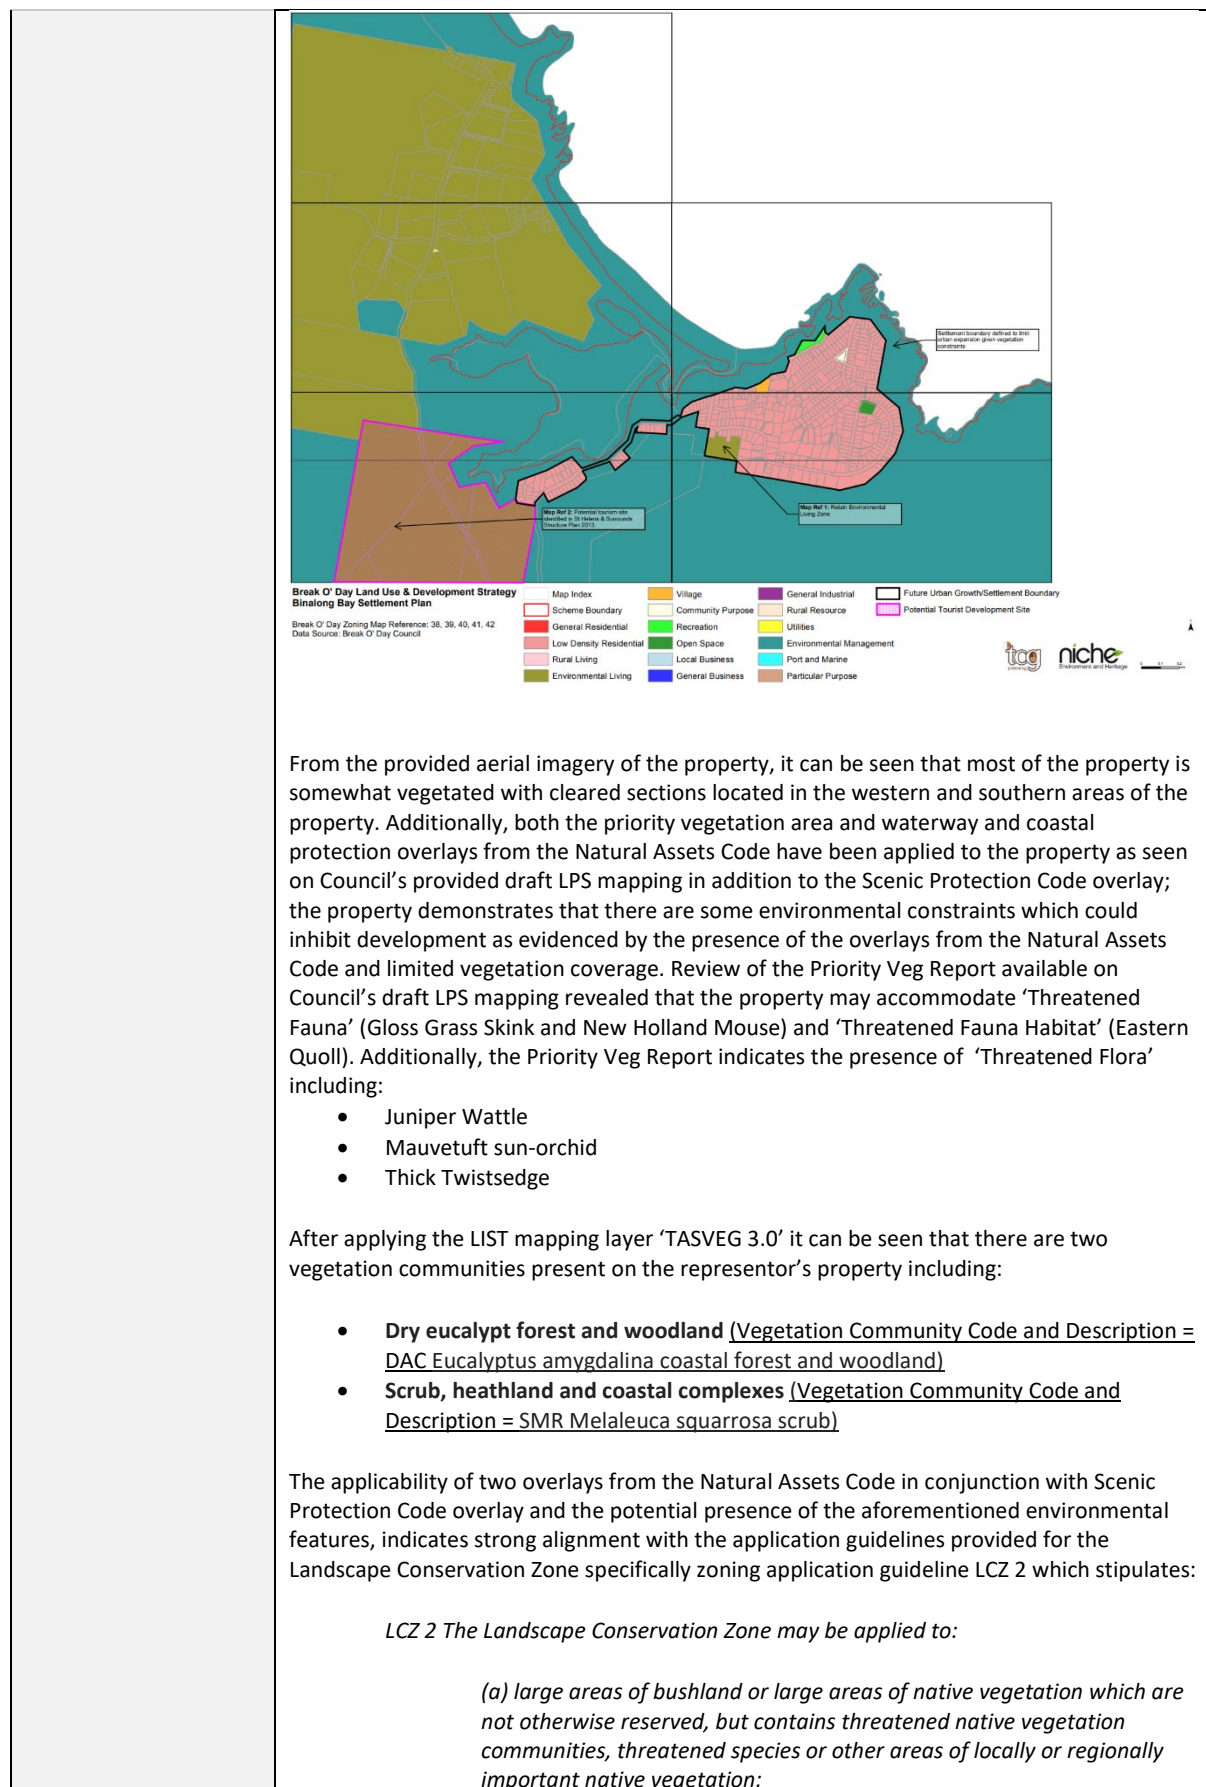 Settlement boundary defined to limit
urban expansion given vegetation
constraints
Map Ref 2: Potential tourism site
identified in St Helens & Surrounds
Structure Plan 2013.
Map Ref 1: Retain Environmental
Living Zone
Break O' Day Land Use & Development Strategy
Binalong Bay Settlement Plan
Break O' Day Zoning Map Reference: 38, 39, 40, 41, 42
Data Source: Break O' Day Council
Map Index
Scheme Boundary
General Residential
Low Density Residential
Rural Living
Environmental Living
Village
Community Purpose
Recreation
Open Space
Local Business
General Business
General Industrial
Rural Resource
Utilities
Environmental Management
Port and Marine
Particular Purpose
Future Urban Growth/Settlement Boundary
Potential Tourist Development Site
tcg
niche
Environment and Heritage
From the provided aerial imagery of the property, it can be seen that most of the property is
somewhat vegetated with cleared sections located in the western and southern areas of the
property. Additionally, both the priority vegetation area and waterway and coastal
protection overlays from the Natural Assets Code have been applied to the property as seen
on Council's provided draft LPS mapping in addition to the Scenic Protection Code overlay;
the property demonstrates that there are some environmental constraints which could
inhibit development as evidenced by the presence of the overlays from the Natural Assets
Code and limited vegetation coverage. Review of the Priority Veg Report available on
Council's draft LPS mapping revealed that the property may accommodate 'Threatened
Fauna' (Gloss Grass Skink and New Holland Mouse) and 'Threatened Fauna Habitat' (Eastern
Quoll). Additionally, the Priority Veg Report indicates the presence of 'Threatened Flora'
including:
• Juniper Wattle
• Mauvetuft sun-orchid
• Thick Twistsedge
After applying the LIST mapping layer 'TASVEG 3.0' it can be seen that there are two
vegetation communities present on the representor's property including:
• Dry eucalypt forest and woodland (Vegetation Community Code and Description =
DAC Eucalyptus amygdalina coastal forest and woodland)
• Scrub, heathland and coastal complexes (Vegetation Community Code and
Description = SMR Melaleuca squarrosa scrub)
The applicability of two overlays from the Natural Assets Code in conjunction with Scenic
Protection Code overlay and the potential presence of the aforementioned environmental
features, indicates strong alignment with the application guidelines provided for the
Landscape Conservation Zone specifically zoning application guideline LCZ 2 which stipulates:
LCZ 2 The Landscape Conservation Zone may be applied to:
(a) large areas of bushland or large areas of native vegetation which are
not otherwise reserved, but contains threatened native vegetation
communities, threatened species or other areas of locally or regionally
important native vegetation;